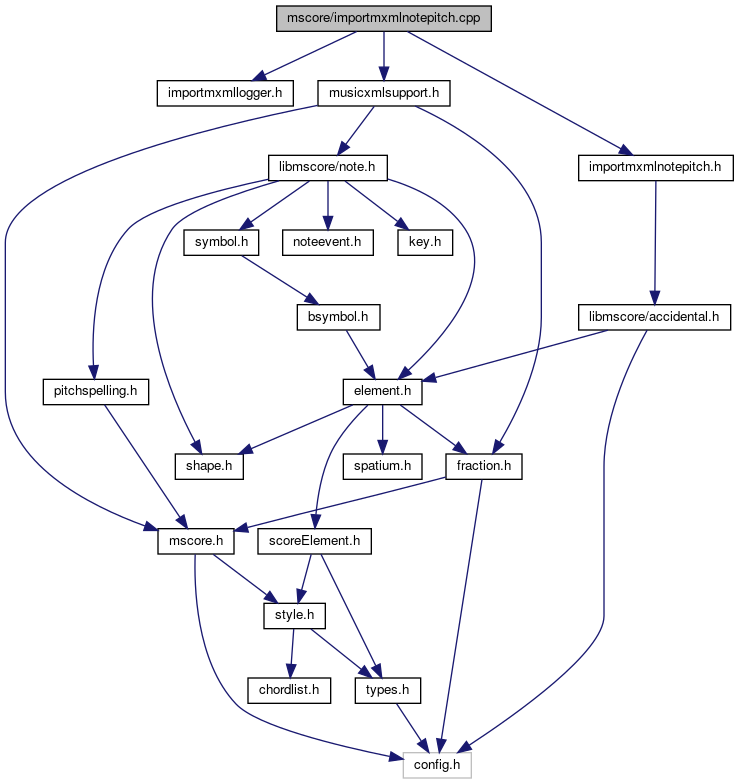 mscore/importmxmlnotepitch.cpp
importmxmllogger.h
musicxmlsupport.h
libmscore/note.h
importmxmlnotepitch.h
symbol.h
noteevent.h
key.h
bsymbol.h
libmscore/accidental.h
pitchspelling.h
element.h
shape.h
spatium.h
fraction.h
mscore.h
scoreElement.h
style.h
chordlist.h
types.h
config.h